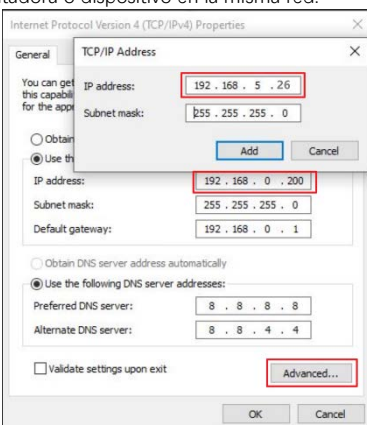 tadora o dispositivo en la misma red.
Internet Protocol Version 4 (TCP/IPv4) Properties
General
TCP/IP Address
You can get
this capabili
for the appr
IP address:
192 . 168 . 5 . 26
Subnet mask:
255 . 255 . 255 . 0
Add
Cancel
Obtain
Use th
IP address:
192 . 168 . 0 . 200
Subnet mask:
255 . 255 . 255 . 0
Default gateway:
192 . 168 . 0 . 1
Obtain DNS server address automatically
Use the following DNS server addresses:
Preferred DNS server:
8 . 8 . 8 . 8
Alternate DNS server:
8 . 8 . 4 . 4
Validate settings upon exit
Advanced...
OK
Cancel